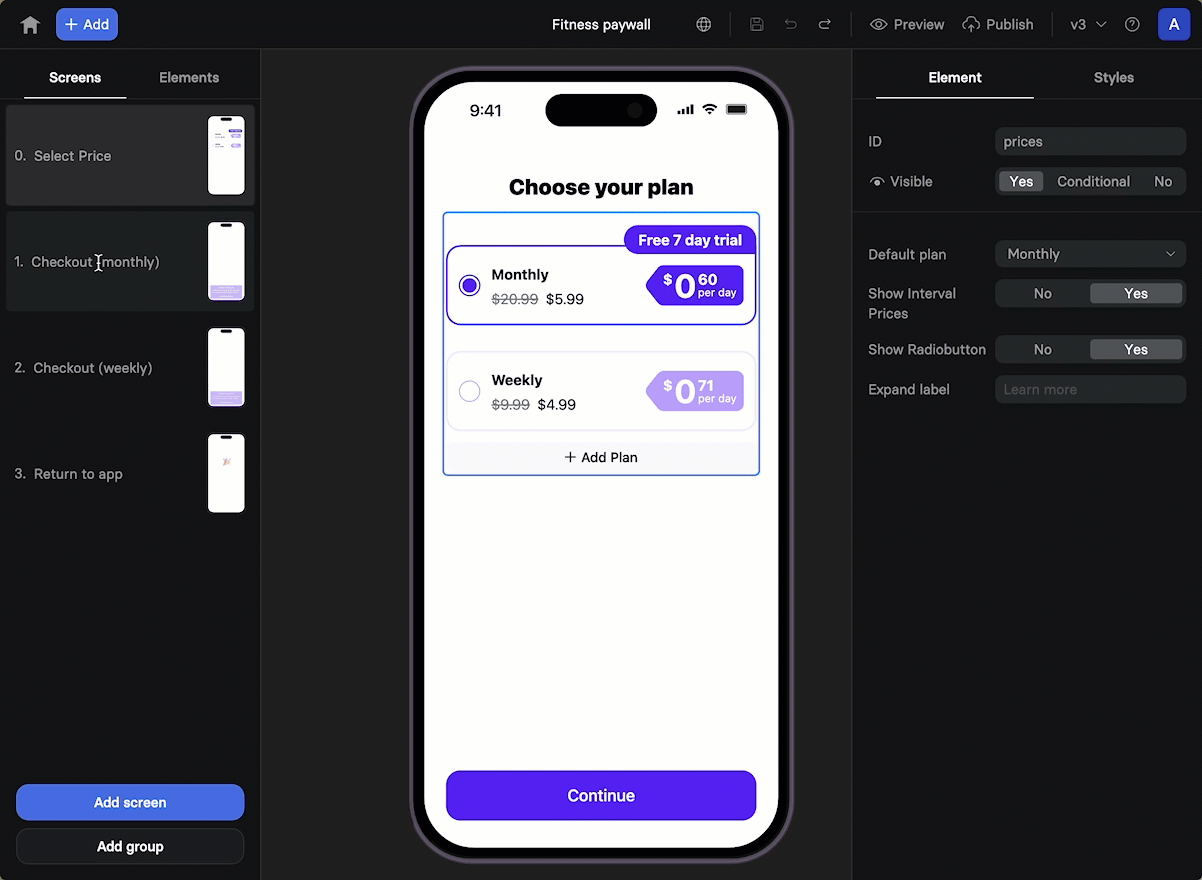 + Add
Fitness paywall
Preview
Publish
v3
A
Screens
Elements
0. Select Price
1. Checkout (monthly)
2. Checkout (weekly)
3. Return to app
Add screen
Add group
9:41
Choose your plan
Free 7 day trial
Monthly
$20.99 $5.99
$0 60 per day
Weekly
$9.99 $4.99
$0 71 per day
+ Add Plan
Continue
Element
Styles
ID
prices
Visible
Yes Conditional No
Default plan
Monthly
Show Interval
Prices
No Yes
Show Radiobutton
No Yes
Expand label
Learn more